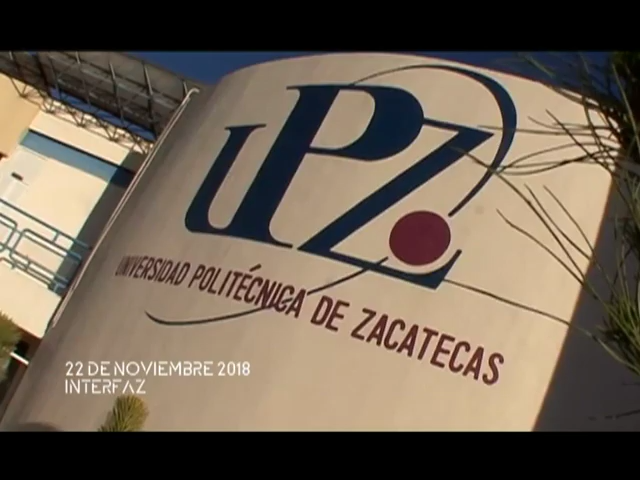 UPZ
UNIVERSIDAD POLITÉCNICA DE ZACATECAS
22 DE NOVIEMBRE 2018
INTERFAZ